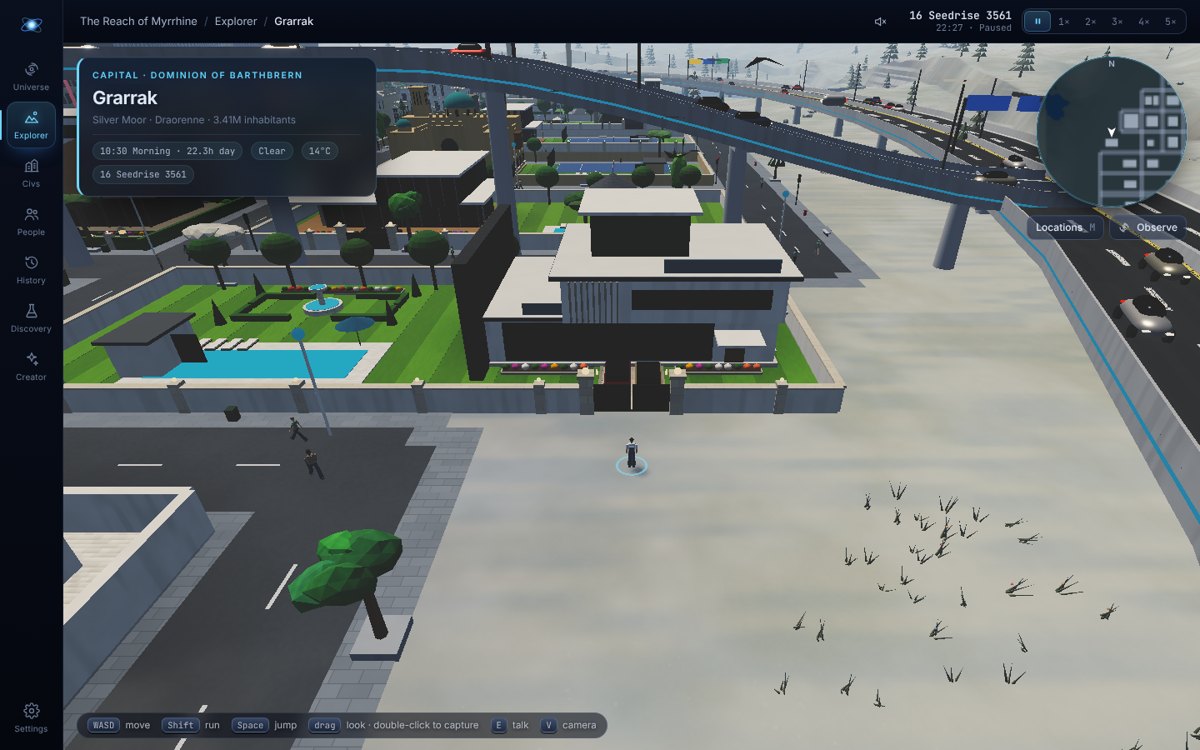 The Reach of Myrrhine / Explorer / Grarrak
16 Seedrise 3561
22:27 · Paused
1× 2× 3× 4× 5×
Universe
Explorer
Civs
People
History
Discovery
Creator
Settings
CAPITAL · DOMINION OF BARTHBRERN
Grarrak
Silver Moor · Draorenne · 3.41M inhabitants
10:30 Morning · 22.3h day Clear 14°C
16 Seedrise 3561
N
Locations M Observe
WASD move Shift run Space jump drag look · double-click to capture E talk V camera